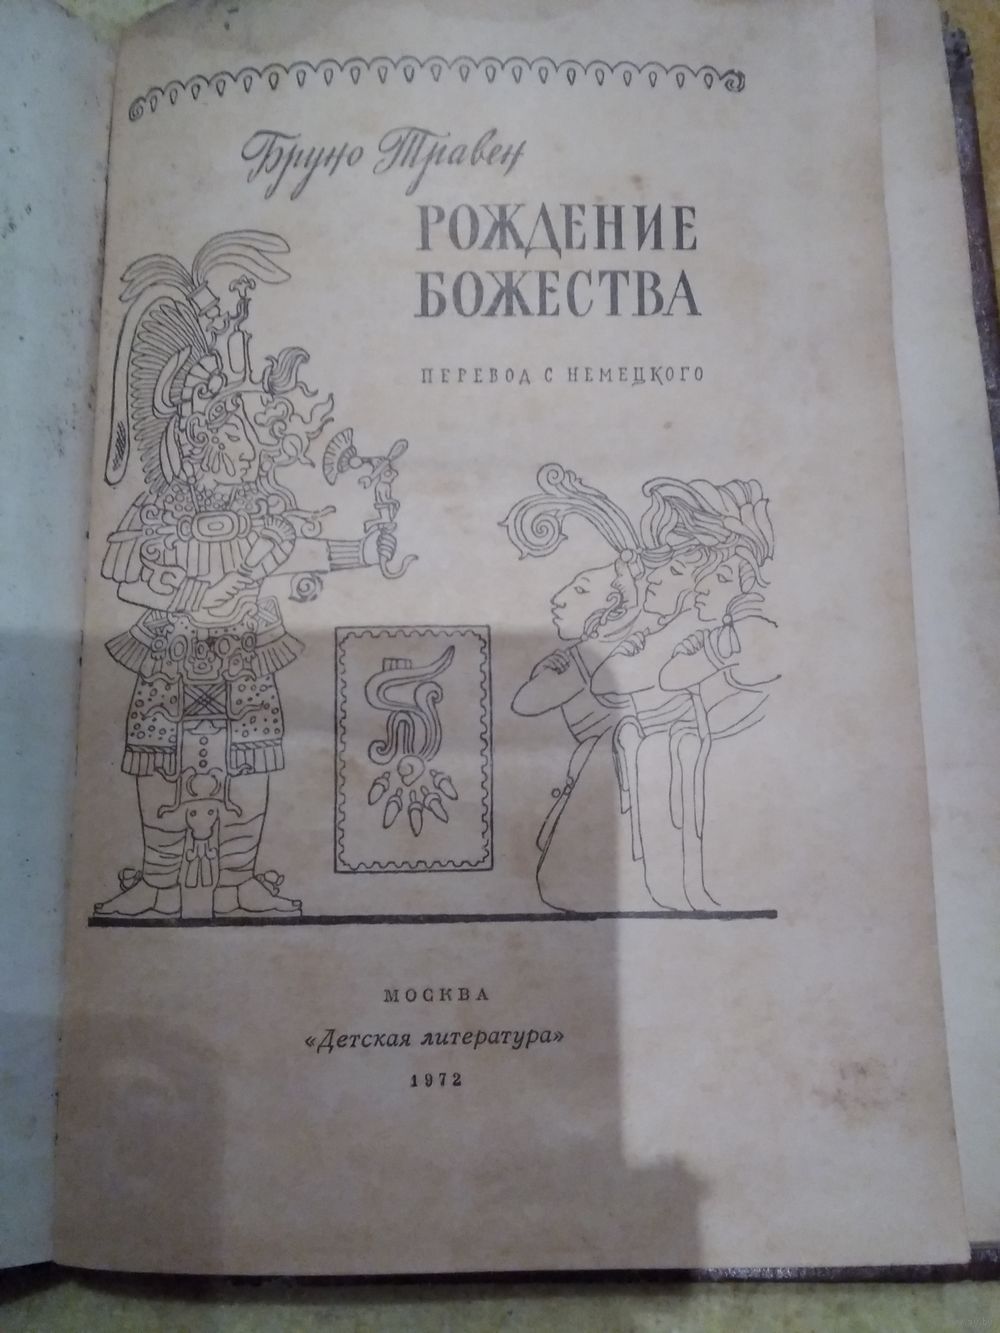 Бруно Травен
РОЖДЕНИЕ
БОЖЕСТВА
ПЕРЕВОД С НЕМЕЦКОГО
МОСКВА
«Детская литература»
1972